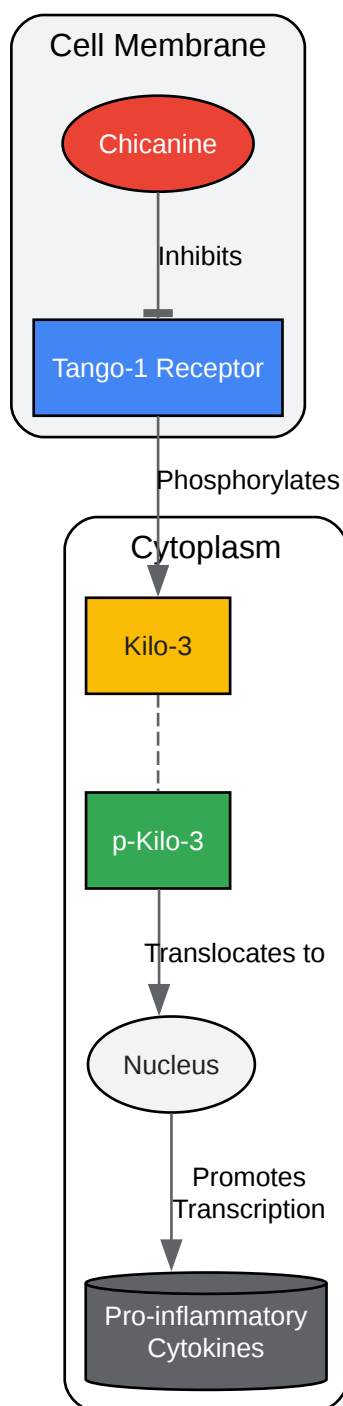 Cell Membrane
Chicanine
Inhibits
Tango-1 Receptor
Phosphorylates
Cytoplasm
Kilo-3
p-Kilo-3
Translocates to
Nucleus
Promotes
Transcription
Pro-inflammatory
Cytokines